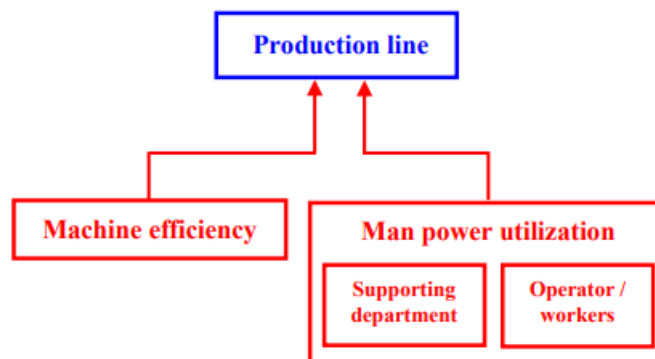 Production line
Machine efficiency
Man power utilization
Supporting
department
Operator /
workers